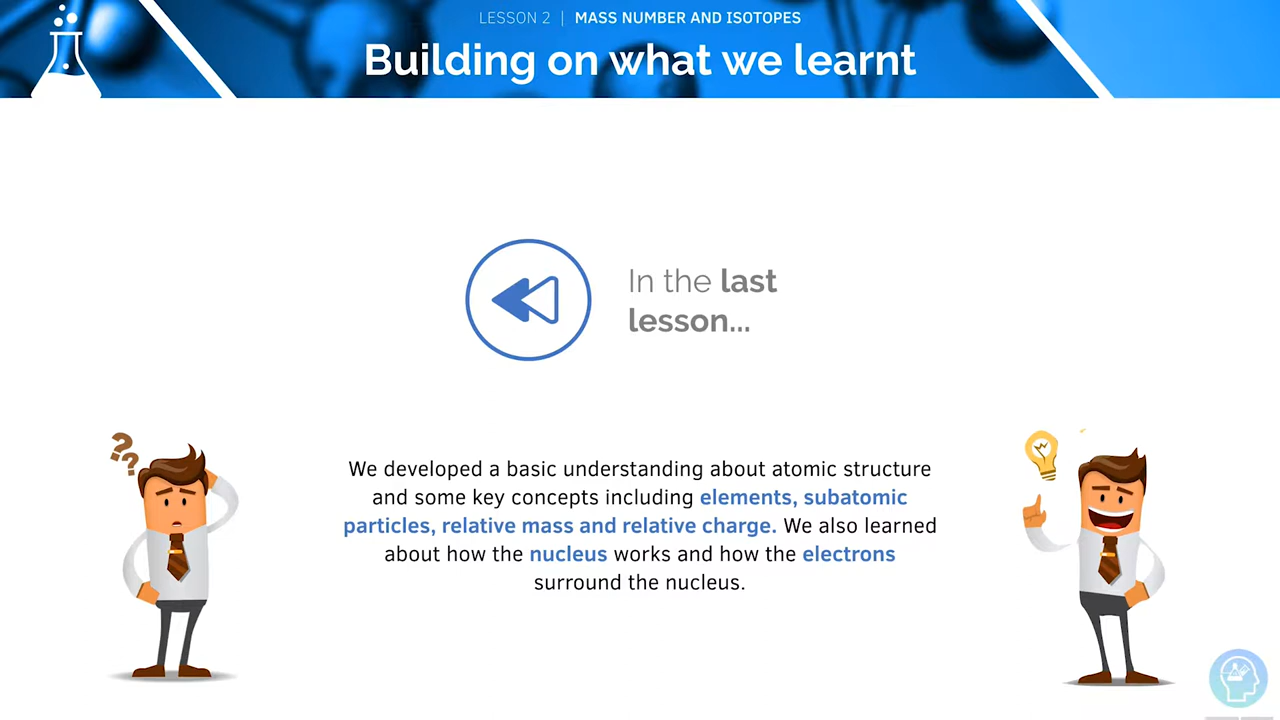 LESSON 2 | MASS NUMBER AND ISOTOPES
Building on what we learnt
In the last
lesson...
??
We developed a basic understanding about atomic structure
and some key concepts including elements, subatomic
particles, relative mass and relative charge. We also learned
about how the nucleus works and how the electrons
surround the nucleus.